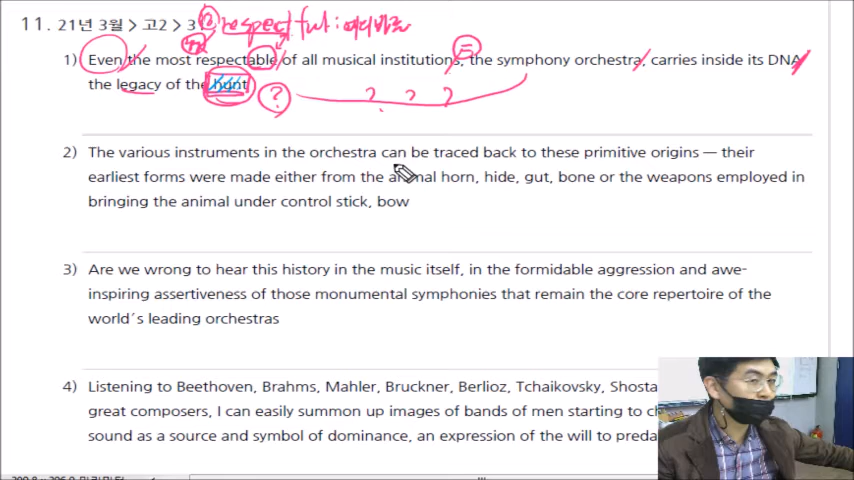 11. 21년 3월 > 고2 > 3
respectful:
1) Even the most respectable of all musical institutions, the symphony orchestra, carries inside its DNA
the legacy of the hunt
? ? ? ?
2) The various instruments in the orchestra can be traced back to these primitive origins — their
earliest forms were made either from the animal horn, hide, gut, bone or the weapons employed in
bringing the animal under control stick, bow
3) Are we wrong to hear this history in the music itself, in the formidable aggression and awe-
inspiring assertiveness of those monumental symphonies that remain the core repertoire of the
world´s leading orchestras
4) Listening to Beethoven, Brahms, Mahler, Bruckner, Berlioz, Tchaikovsky, Shosta
great composers, I can easily summon up images of bands of men starting to ch
sound as a source and symbol of dominance, an expression of the will to preda